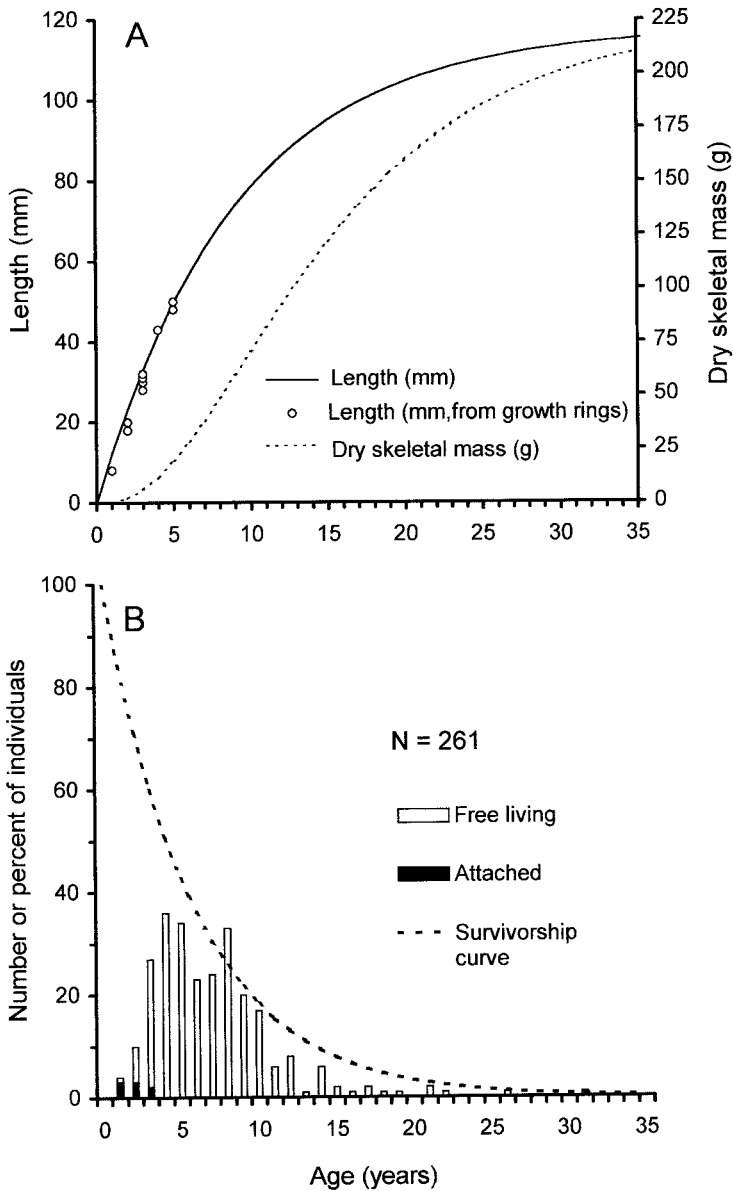 A
Length (mm)
120
100
80
60
40
20
0
Dry skeletal mass (g)
225
200
175
150
125
100
75
50
25
0
Length (mm)
Length (mm,from growth rings)
Dry skeletal mass (g)
0 5 10 15 20 25 30 35
B
Number or percent of individuals
100
80
60
40
20
0
N = 261
Free living
Attached
Survivorship
curve
0 5 10 15 20 25 30 35
Age (years)